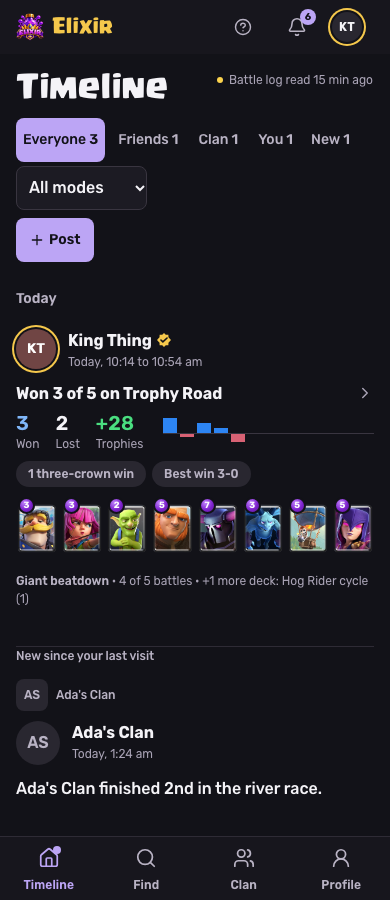 Elixir
6
KT
Timeline
Battle log read 15 min ago
Everyone 3
Friends 1
Clan 1
You 1
New 1
All modes
+ Post
Today
KT
King Thing
Today, 10:14 to 10:54 am
Won 3 of 5 on Trophy Road
3
2
+28
Won
Lost
Trophies
1 three-crown win
Best win 3-0
3
3
2
5
7
3
5
5
Giant beatdown • 4 of 5 battles • +1 more deck: Hog Rider cycle
(1)
New since your last visit
AS
Ada's Clan
AS
Ada's Clan
Today, 1:24 am
Ada's Clan finished 2nd in the river race.
Timeline
Find
Clan
Profile